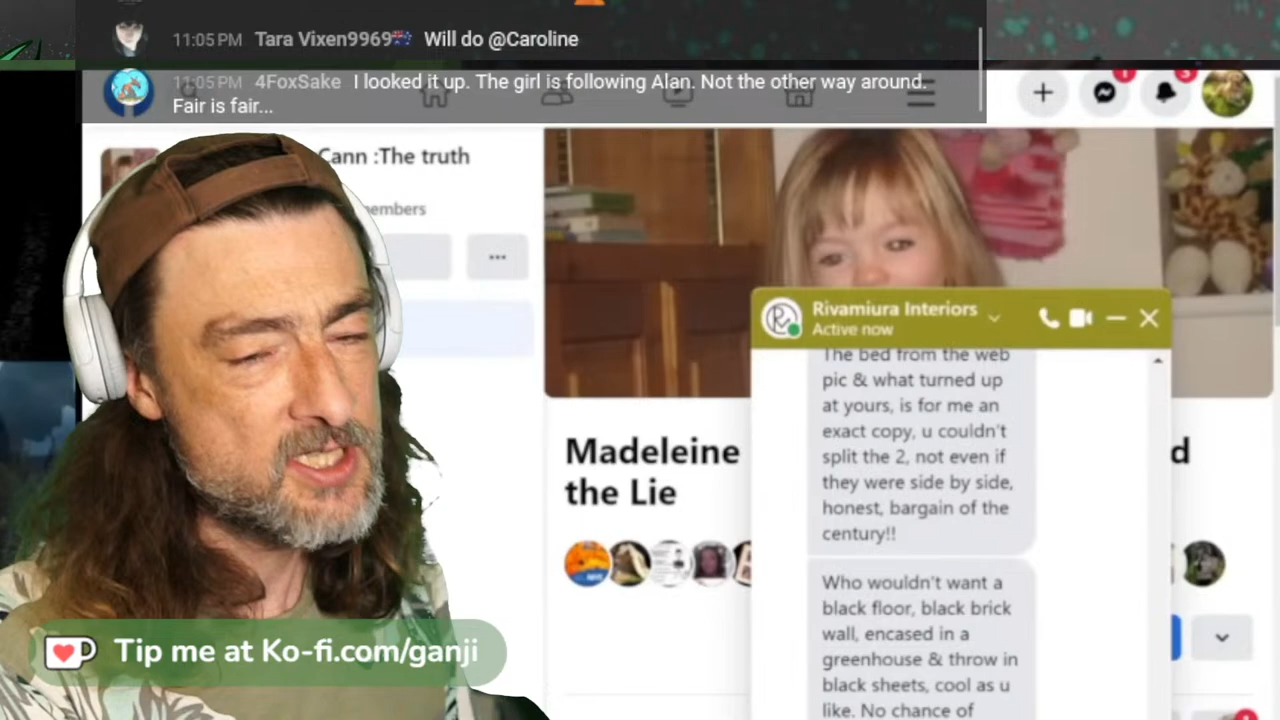 11:05 PM Tara Vixen9969 Will do @Caroline
11:05 PM 4FoxSake I looked it up. The girl is following Alan. Not the other way around.
Fair is fair...
Cann :The truth
members
Rivamiura Interiors
Active now
The bed from the web
pic & what turned up
at yours, is for me an
exact copy, u couldn't
split the 2, not even if
they were side by side,
honest, bargain of the
century!!
Who wouldn't want a
black floor, black brick
wall, encased in a
greenhouse & throw in
black sheets, cool as u
like. No chance of
Madeleine
d
the Lie
Tip me at Ko-fi.com/ganji